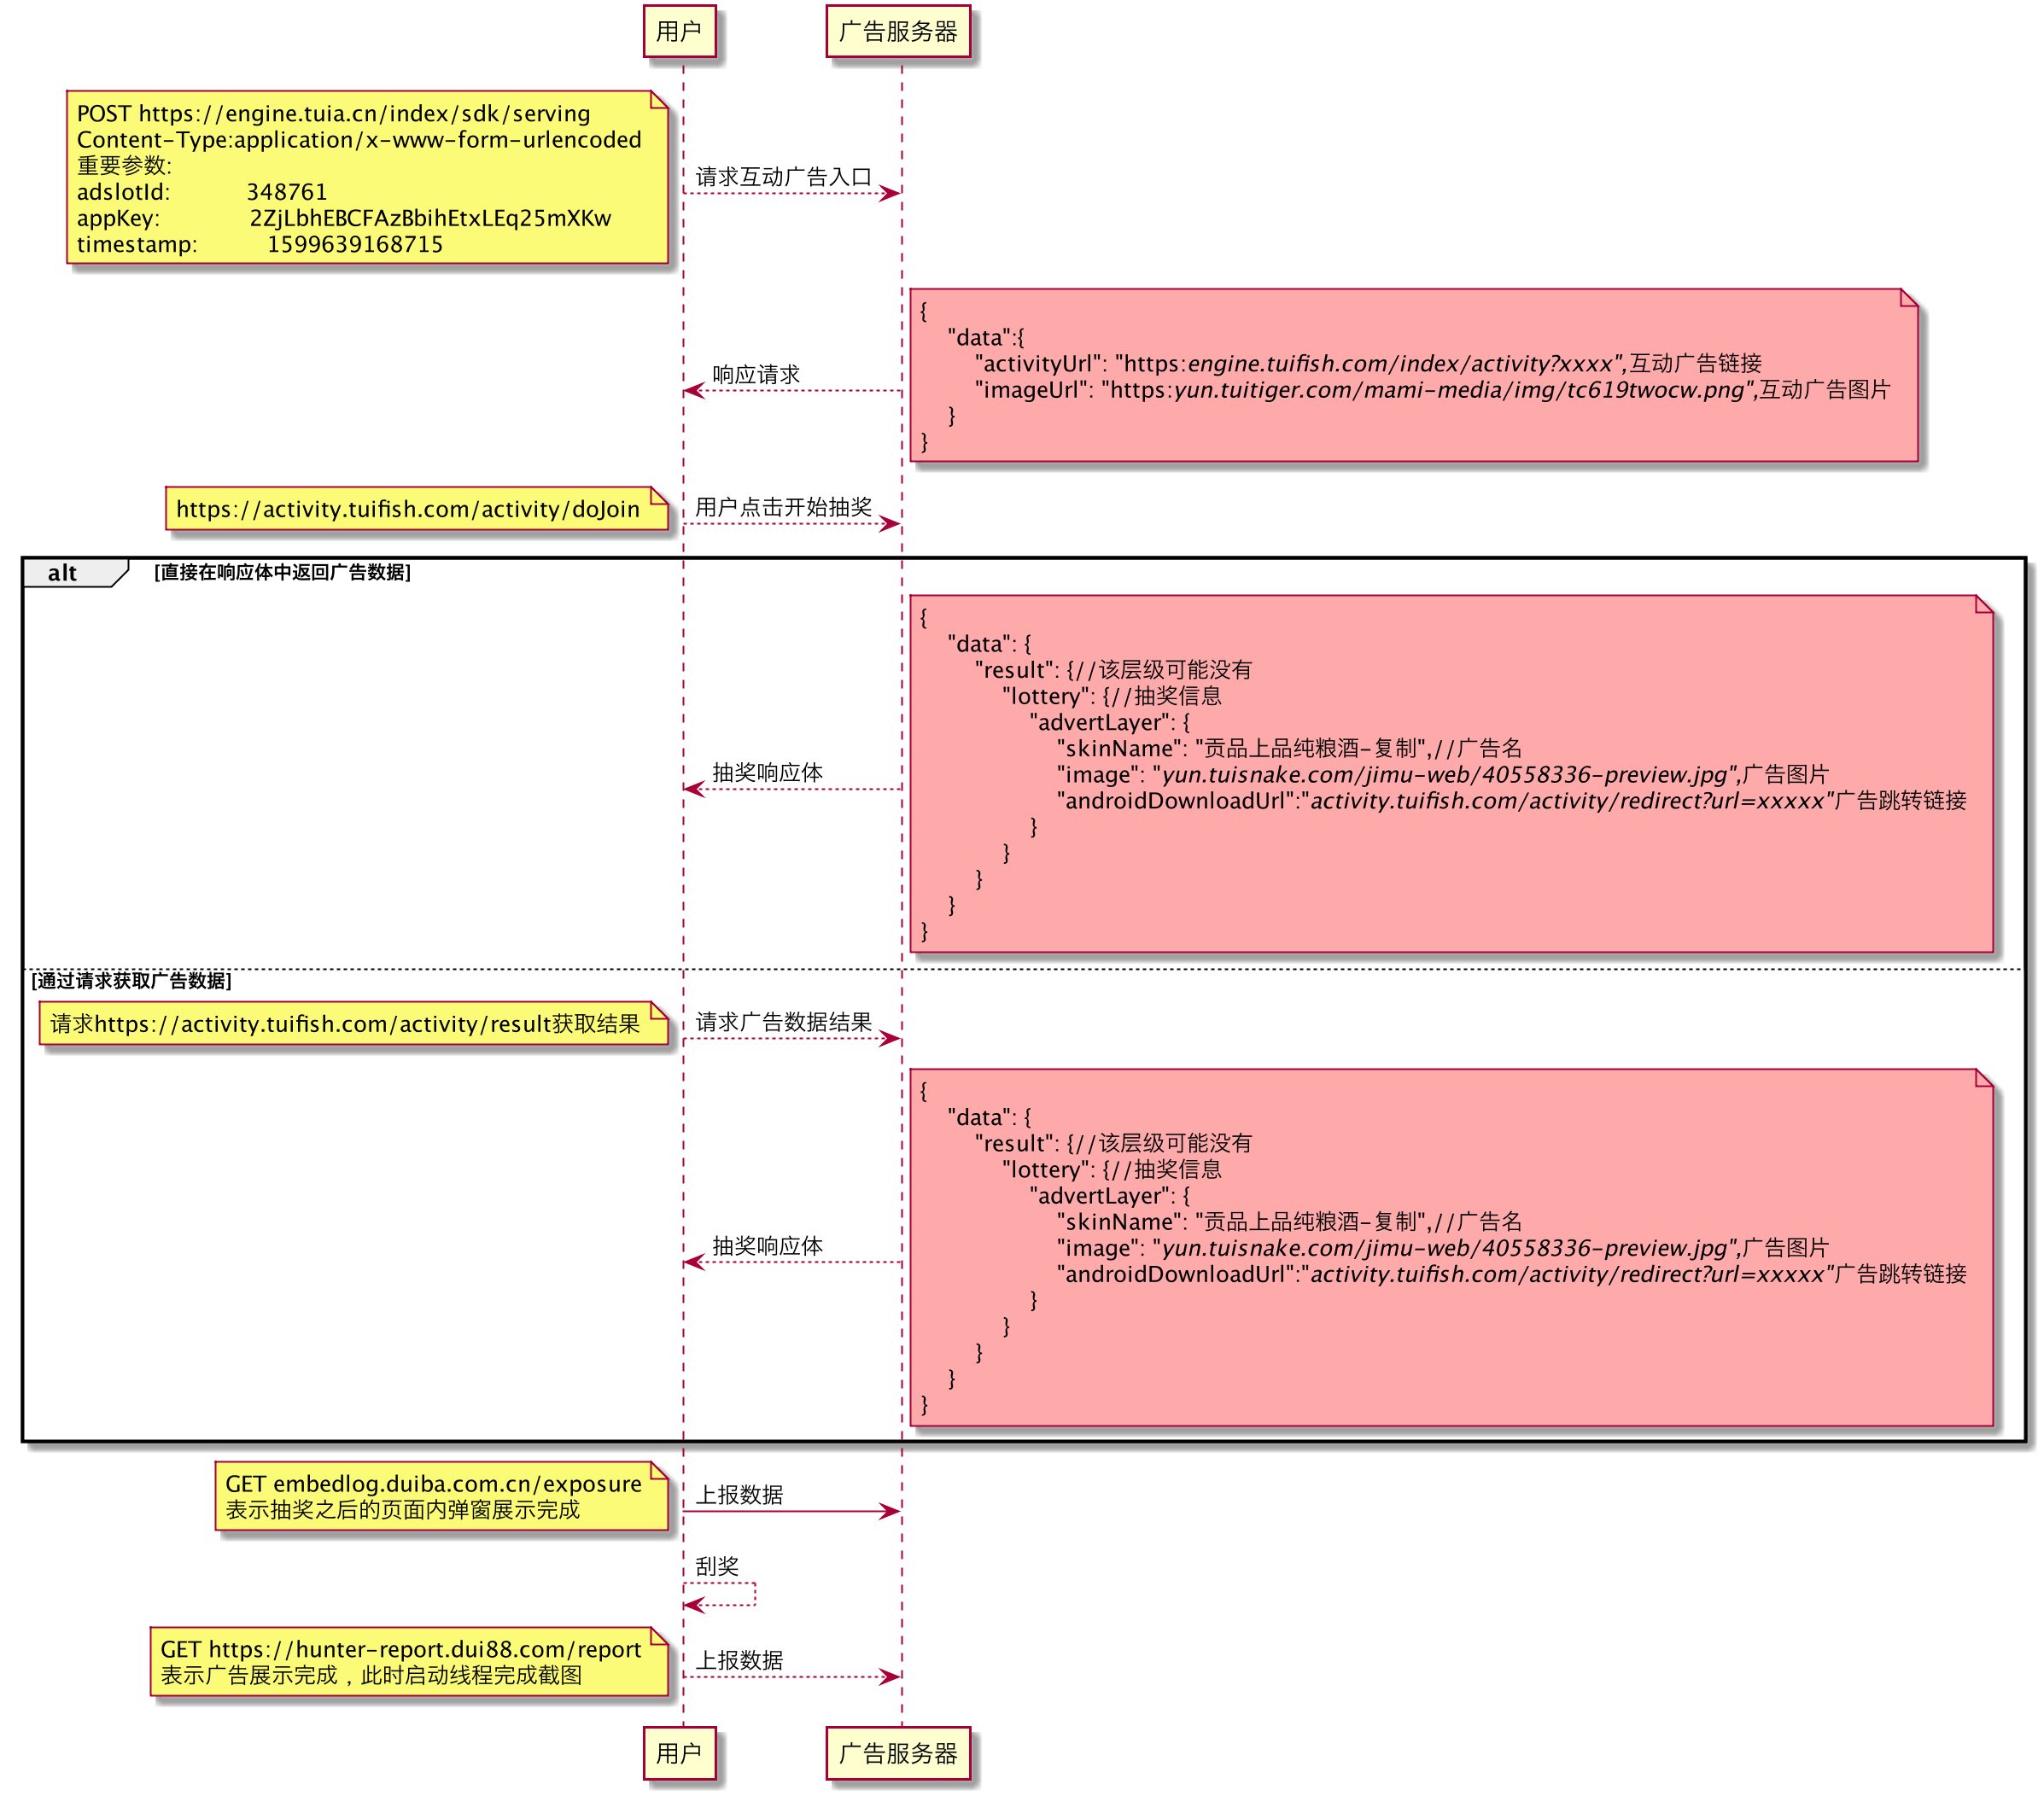 用户
广告服务器
POST https://engine.tuia.cn/index/sdk/serving
Content-Type:application/x-www-form-urlencoded
重要参数:
adslotId: 348761
appKey: 2ZjLbhEBCFAzBbihEtxLEq25mXKw
timestamp: 1599639168715
请求互动广告入口
{
"data":{
"activityUrl": "https:engine.tuifish.com/index/activity?xxxx",互动广告链接
"imageUrl": "https:yun.tuitiger.com/mami-media/img/tc619twocw.png",互动广告图片
}
}
响应请求
https://activity.tuifish.com/activity/doJoin
用户点击开始抽奖
alt
[直接在响应体中返回广告数据]
{
"data": {
"result": {//该层级可能没有
"lottery": {//抽奖信息
"advertLayer": {
"skinName": "贡品上品纯粮酒-复制",//广告名
"image": "yun.tuisnake.com/jimu-web/40558336-preview.jpg",广告图片
"androidDownloadUrl":"activity.tuifish.com/activity/redirect?url=xxxxx"广告跳转链接
}
}
}
}
}
抽奖响应体
[通过请求获取广告数据]
请求https://activity.tuifish.com/activity/result获取结果
请求广告数据结果
{
"data": {
"result": {//该层级可能没有
"lottery": {//抽奖信息
"advertLayer": {
"skinName": "贡品上品纯粮酒-复制",//广告名
"image": "yun.tuisnake.com/jimu-web/40558336-preview.jpg",广告图片
"androidDownloadUrl":"activity.tuifish.com/activity/redirect?url=xxxxx"广告跳转链接
}
}
}
}
}
抽奖响应体
GET embedlog.duiba.com.cn/exposure
表示抽奖之后的页面内弹窗展示完成
上报数据
刮奖
GET https://hunter-report.dui88.com/report
表示广告展示完成，此时启动线程完成截图
上报数据
用户
广告服务器